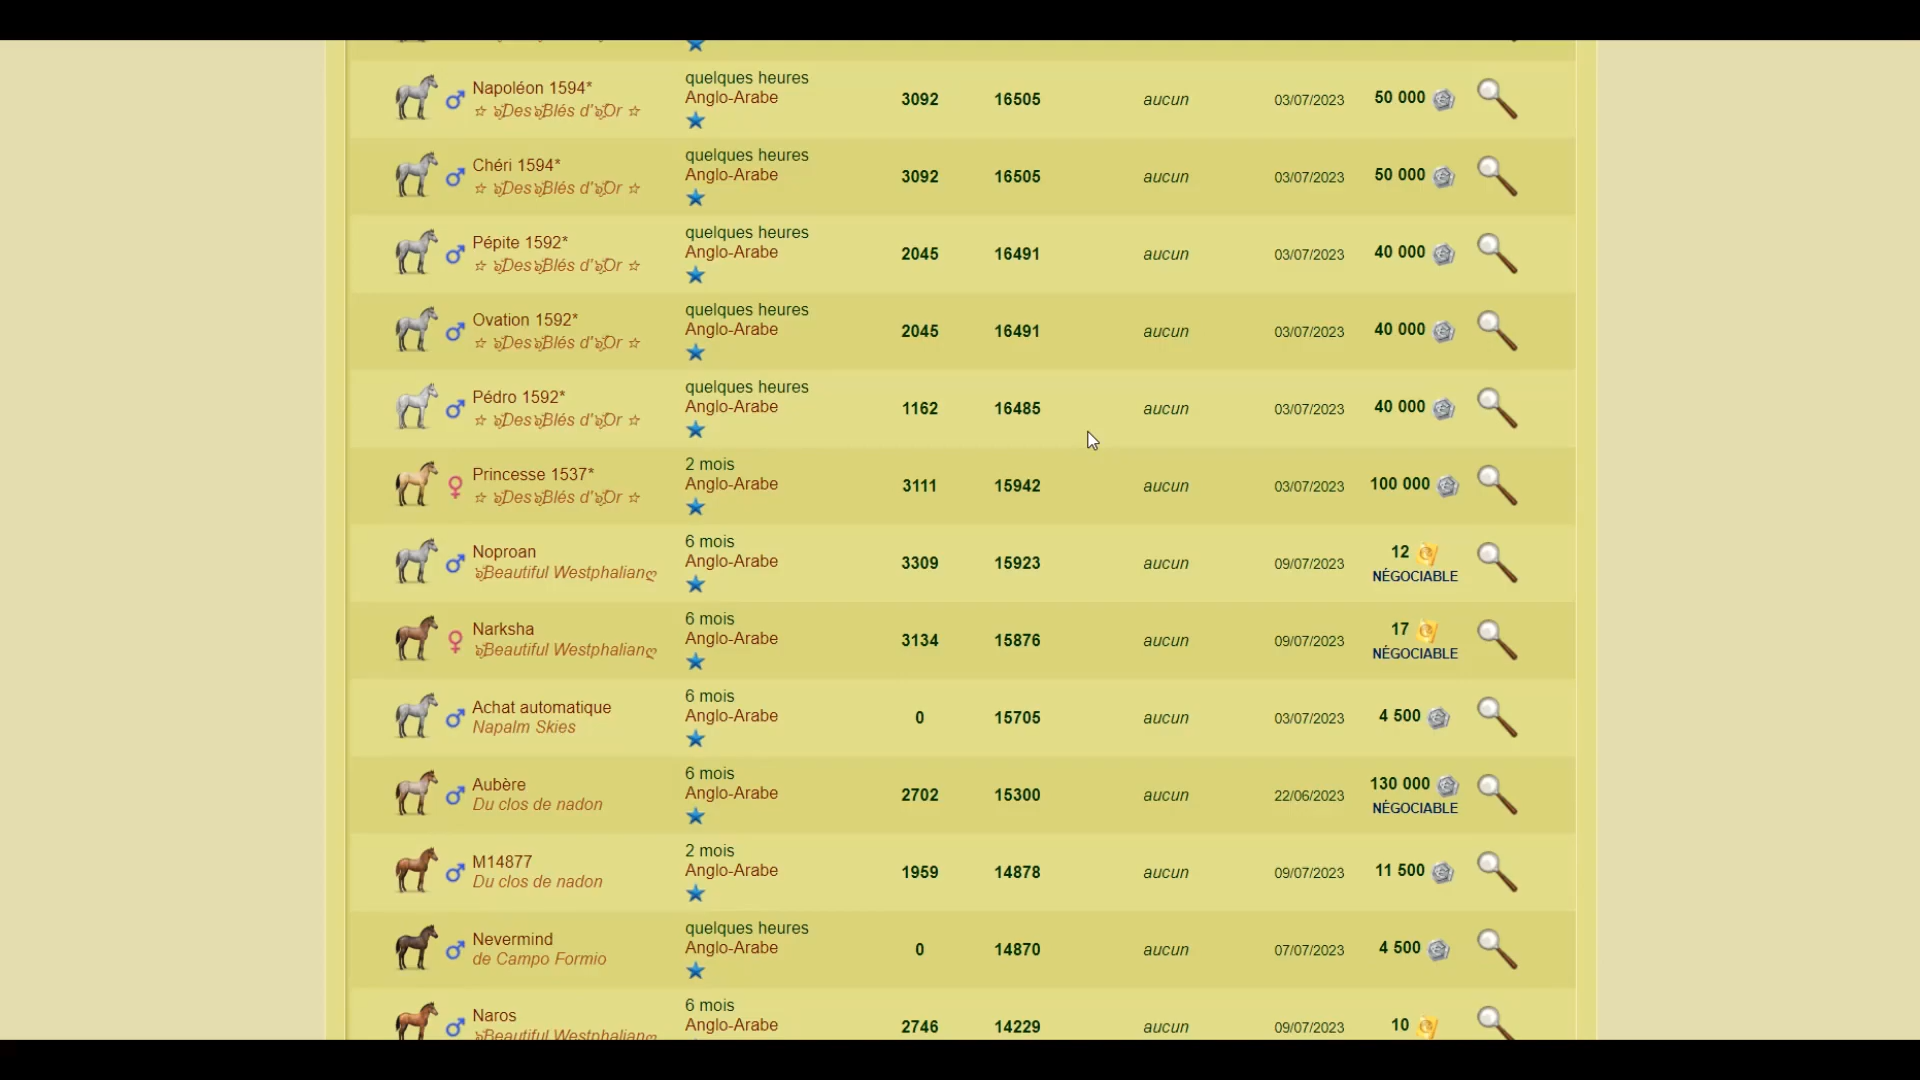 quelques heures
Napoléon 1594*
Anglo-Arabe
3092 16505 aucun 03/07/2023 50 000
☆ ঌDesঌBlés d'ঌOr ☆
quelques heures
Chéri 1594*
Anglo-Arabe
3092 16505 aucun 03/07/2023 50 000
☆ ঌDesঌBlés d'ঌOr ☆
quelques heures
Pépite 1592*
Anglo-Arabe
2045 16491 aucun 03/07/2023 40 000
☆ ঌDesঌBlés d'ঌOr ☆
quelques heures
Ovation 1592*
Anglo-Arabe
2045 16491 aucun 03/07/2023 40 000
☆ ঌDesঌBlés d'ঌOr ☆
quelques heures
Pédro 1592*
Anglo-Arabe
1162 16485 aucun 03/07/2023 40 000
☆ ঌDesঌBlés d'ঌOr ☆
2 mois
Princesse 1537*
Anglo-Arabe
3111 15942 aucun 03/07/2023 100 000
☆ ঌDesঌBlés d'ঌOr ☆
6 mois
Noproan
Anglo-Arabe
3309 15923 aucun 09/07/2023 12
ঌBeautiful Westphalianღ
NÉGOCIABLE
6 mois
Narksha
Anglo-Arabe
3134 15876 aucun 09/07/2023 17
ঌBeautiful Westphalianღ
NÉGOCIABLE
6 mois
Achat automatique
Anglo-Arabe
0 15705 aucun 03/07/2023 4 500
Napalm Skies
6 mois
Aubère
Anglo-Arabe
2702 15300 aucun 22/06/2023 130 000
Du clos de nadon
NÉGOCIABLE
2 mois
M14877
Anglo-Arabe
1959 14878 aucun 09/07/2023 11 500
Du clos de nadon
quelques heures
Nevermind
Anglo-Arabe
0 14870 aucun 07/07/2023 4 500
de Campo Formio
6 mois
Naros
Anglo-Arabe
2746 14229 aucun 09/07/2023 10
ঌBeautiful Westphalianღ